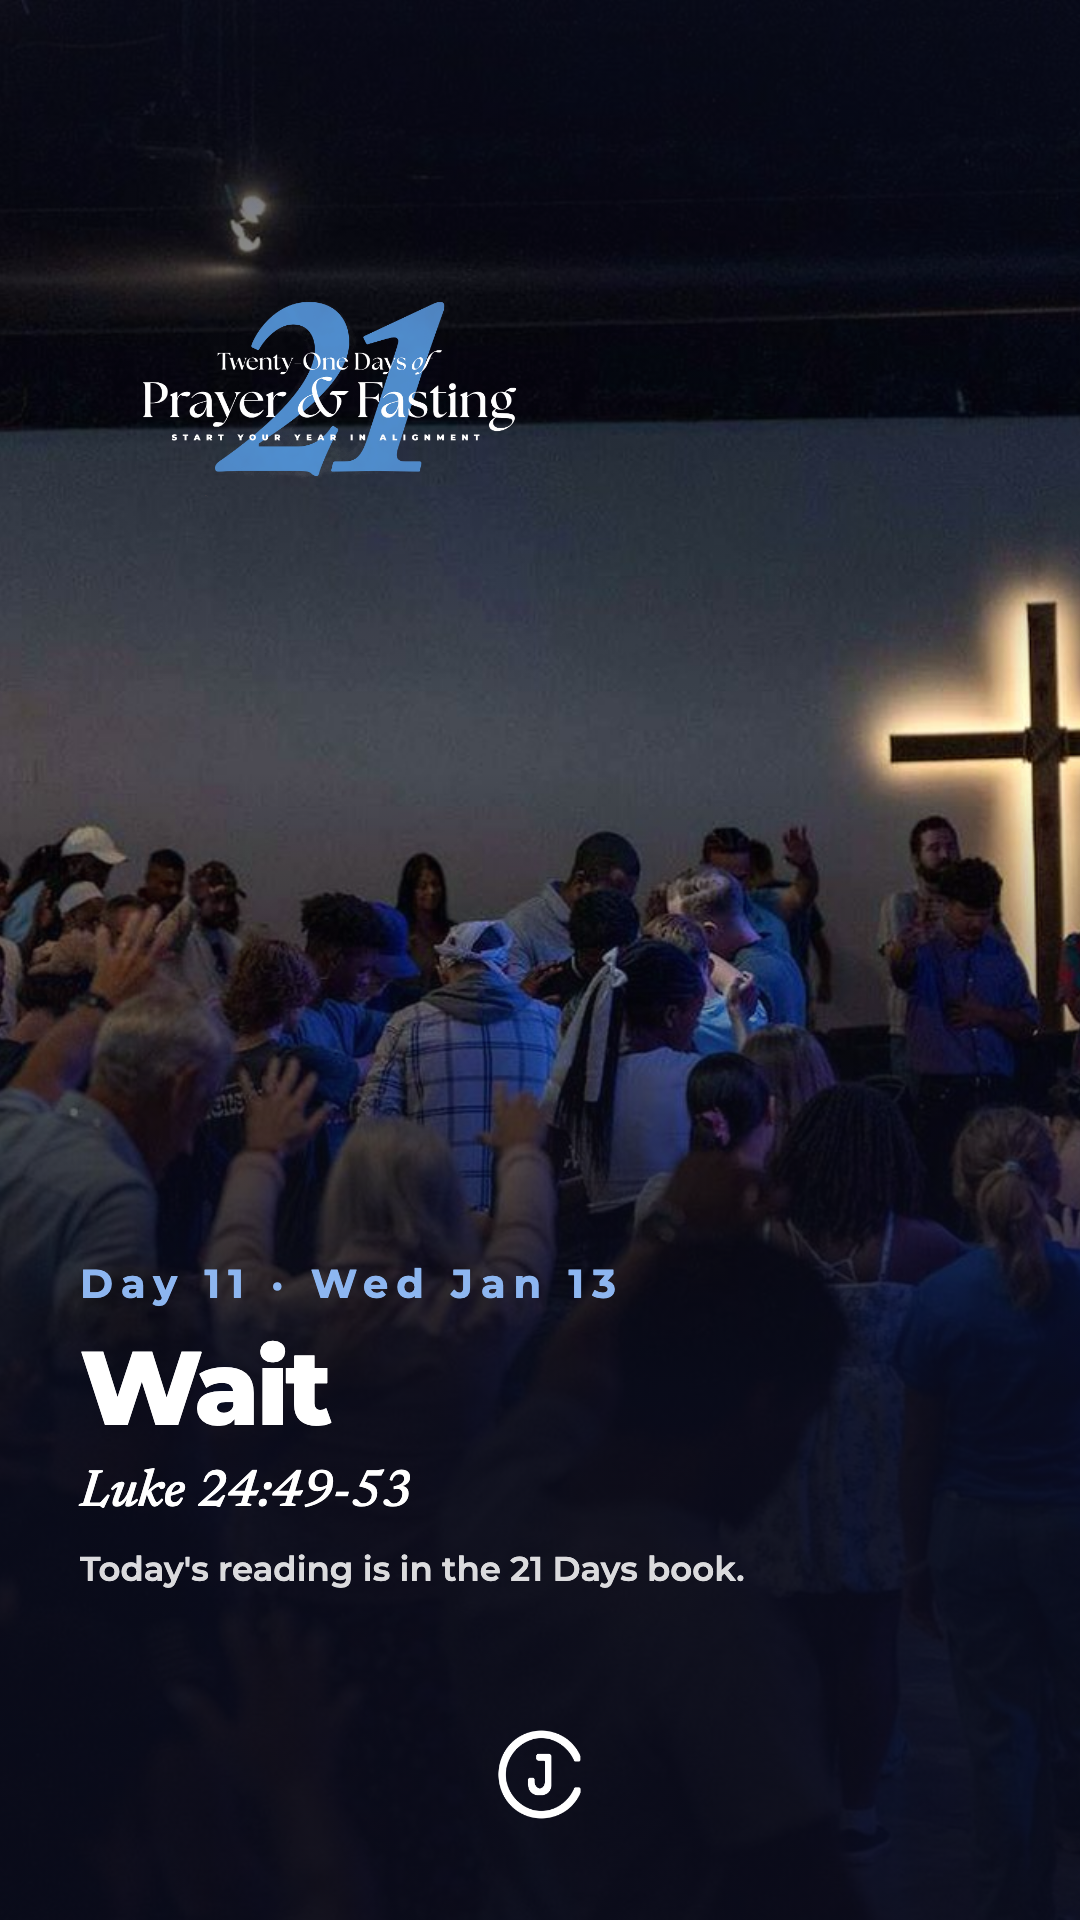 21
Twenty-One Days of
Prayer & Fasting
START YOUR YEAR IN ALIGNMENT
Day 11 · Wed Jan 13
Wait
Luke 24:49-53
Today's reading is in the 21 Days book.
CJ